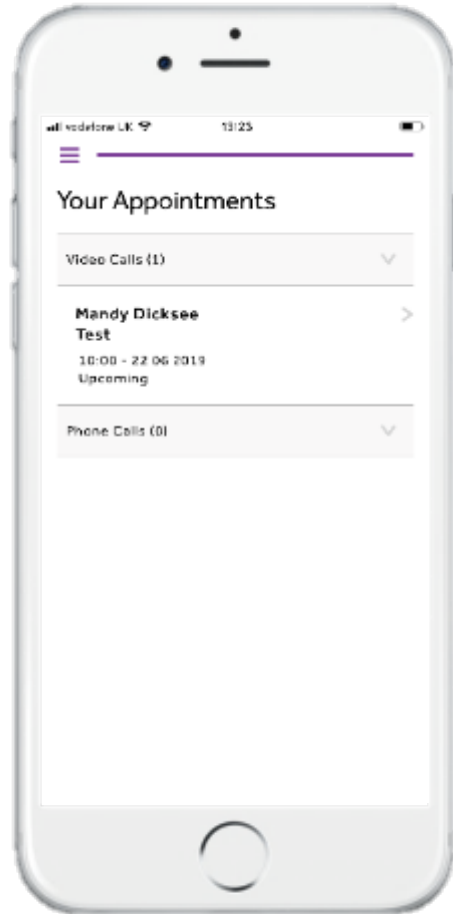 vodafone UK 13:25
Your Appointments
Video Calls (1)
Mandy Dicksee
Test
10:00 - 22 06 2019
Upcoming
Phone Calls (0)